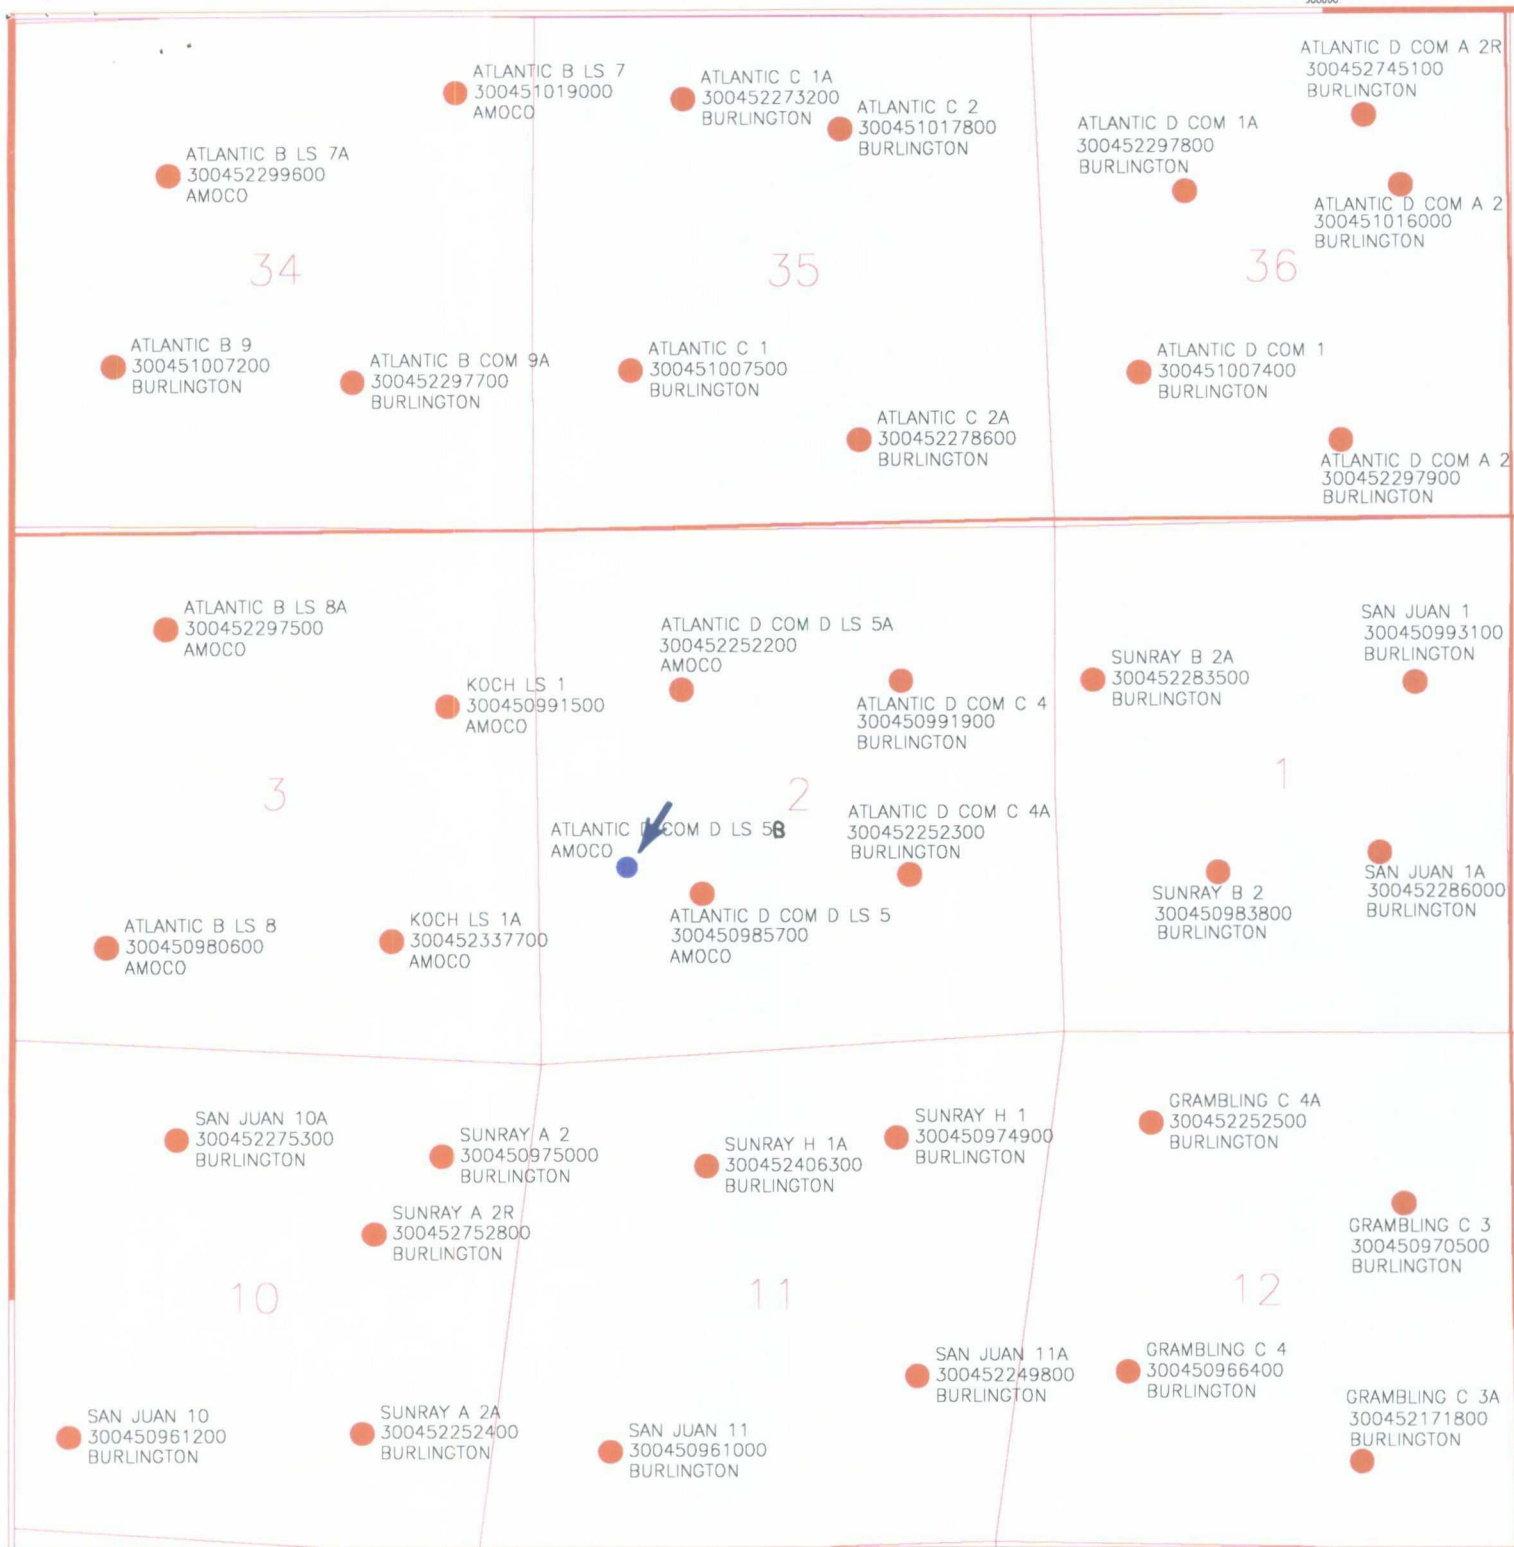 ATLANTIC B LS 7
300451019000
AMOCO
ATLANTIC B LS 7A
300452299600
AMOCO
34
ATLANTIC B 9
300451007200
BURLINGTON
ATLANTIC B COM 9A
300452297700
BURLINGTON
ATLANTIC C 1A
300452273200
BURLINGTON
ATLANTIC C 2
300451017800
BURLINGTON
35
ATLANTIC C 1
300451007500
BURLINGTON
ATLANTIC C 2A
300452278600
BURLINGTON
ATLANTIC D COM A 2R
300452745100
BURLINGTON
ATLANTIC D COM 1A
300452297800
BURLINGTON
ATLANTIC D COM A 2
300451016000
BURLINGTON
36
ATLANTIC D COM 1
300451007400
BURLINGTON
ATLANTIC D COM A 2
300452297900
BURLINGTON
ATLANTIC B LS 8A
300452297500
AMOCO
KOCH LS 1
300450991500
AMOCO
3
ATLANTIC B LS 8
300450980600
AMOCO
KOCH LS 1A
300452337700
AMOCO
ATLANTIC D COM D LS 5A
300452252200
AMOCO
ATLANTIC D COM C 4
300450991900
BURLINGTON
2
ATLANTIC D COM D LS 5B
AMOCO
ATLANTIC D COM C 4A
300452252300
BURLINGTON
ATLANTIC D COM D LS 5
300450985700
AMOCO
SAN JUAN 1
300450993100
BURLINGTON
SUNRAY B 2A
300452283500
BURLINGTON
1
SUNRAY B 2
300450983800
BURLINGTON
SAN JUAN 1A
300452286000
BURLINGTON
SAN JUAN 10A
300452275300
BURLINGTON
SUNRAY A 2
300450975000
BURLINGTON
SUNRAY A 2R
300452752800
BURLINGTON
10
SAN JUAN 10
300450961200
BURLINGTON
SUNRAY A 2A
300452252400
BURLINGTON
SUNRAY H 1
300450974900
BURLINGTON
SUNRAY H 1A
300452406300
BURLINGTON
11
SAN JUAN 11A
300452249800
BURLINGTON
SAN JUAN 11
300450961000
BURLINGTON
GRAMBLING C 4A
300452252500
BURLINGTON
GRAMBLING C 3
300450970500
BURLINGTON
12
GRAMBLING C 4
300450966400
BURLINGTON
GRAMBLING C 3A
300452171800
BURLINGTON